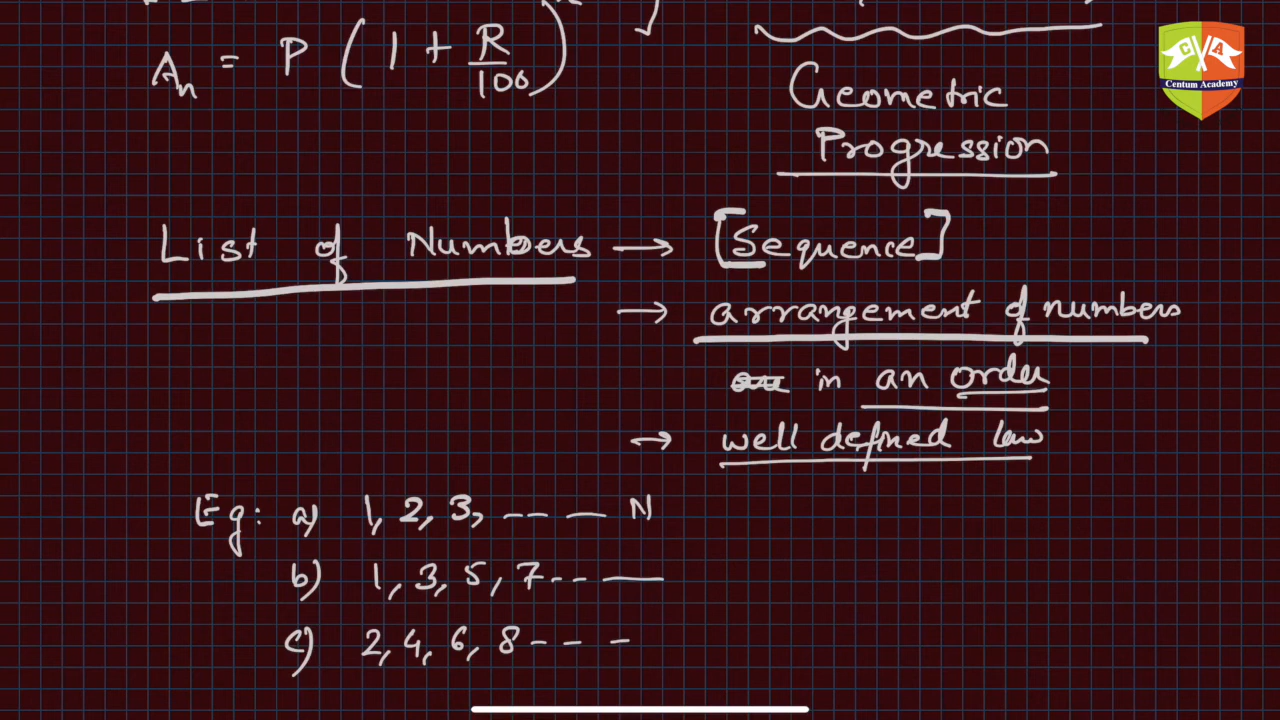 Aₙ = P (1 + R/100)
Geometric
Progression
List of Numbers → [Sequence]
→ arrangement of numbers
in an order
→ well defined law
Eg: a) 1, 2, 3, -- — N
b) 1, 3, 5, 7 -- —
c) 2, 4, 6, 8 - - -
C A
Centum Academy